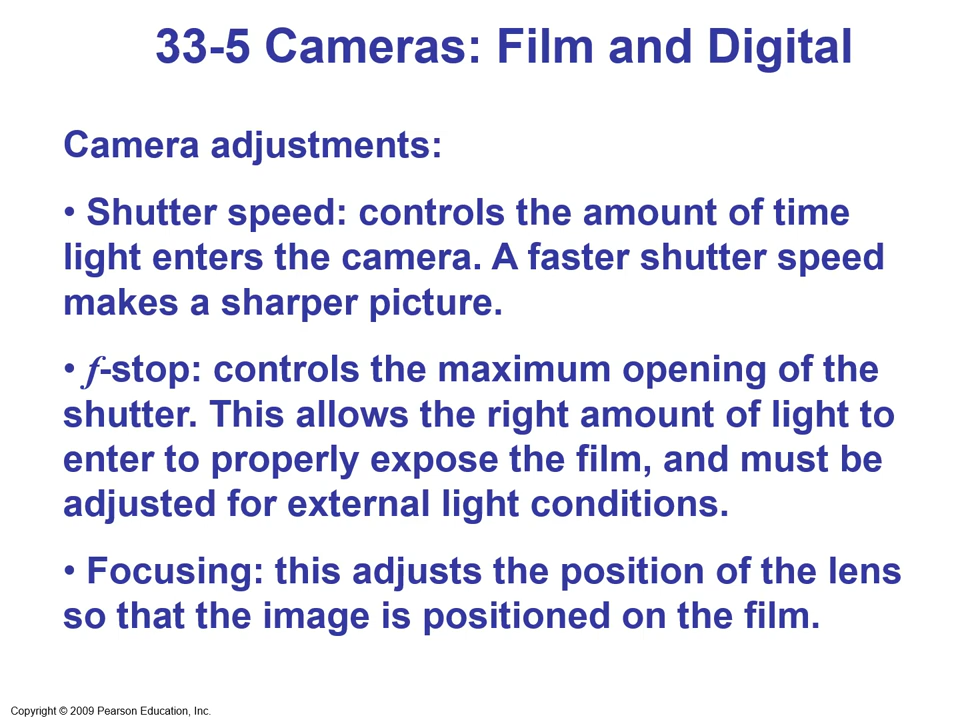 33-5 Cameras: Film and Digital
Camera adjustments:
• Shutter speed: controls the amount of time
light enters the camera. A faster shutter speed
makes a sharper picture.
• f-stop: controls the maximum opening of the
shutter. This allows the right amount of light to
enter to properly expose the film, and must be
adjusted for external light conditions.
• Focusing: this adjusts the position of the lens
so that the image is positioned on the film.
Copyright © 2009 Pearson Education, Inc.